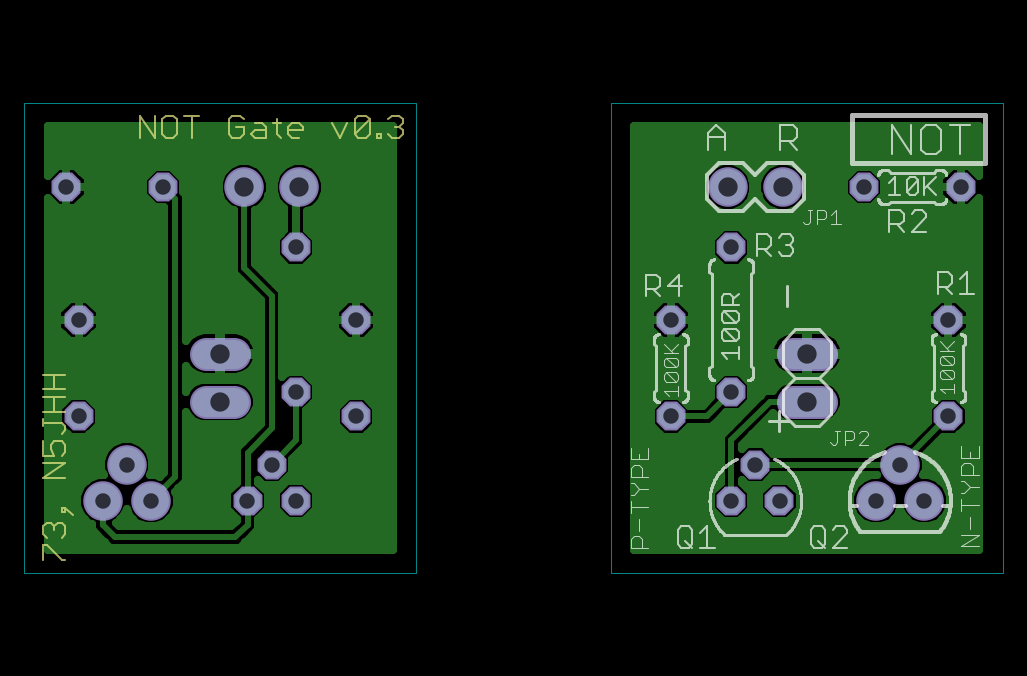 NOT Gate v0.3
73, N5JHH
A R
NOT
10K
JP1
R2
R3
R4
R1
100R
-
100K
100K
+
JP2
P-TYPE
N-TYPE
Q1
Q2